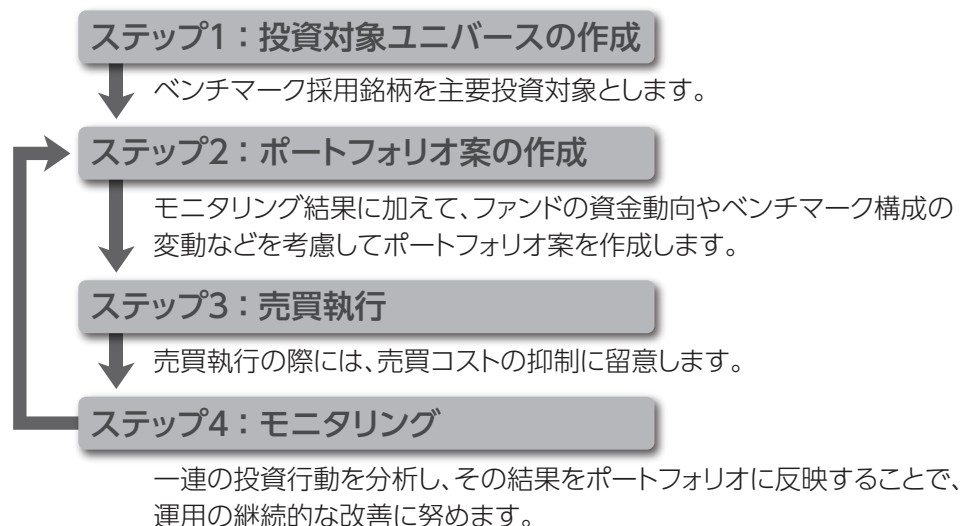 ステップ1：投資対象ユニバースの作成
ベンチマーク採用銘柄を主要投資対象とします。
ステップ2：ポートフォリオ案の作成
モニタリング結果に加えて、ファンドの資金動向やベンチマーク構成の
変動などを考慮してポートフォリオ案を作成します。
ステップ3：売買執行
売買執行の際には、売買コストの抑制に留意します。
ステップ4：モニタリング
一連の投資行動を分析し、その結果をポートフォリオに反映することで、
運用の継続的な改善に努めます。